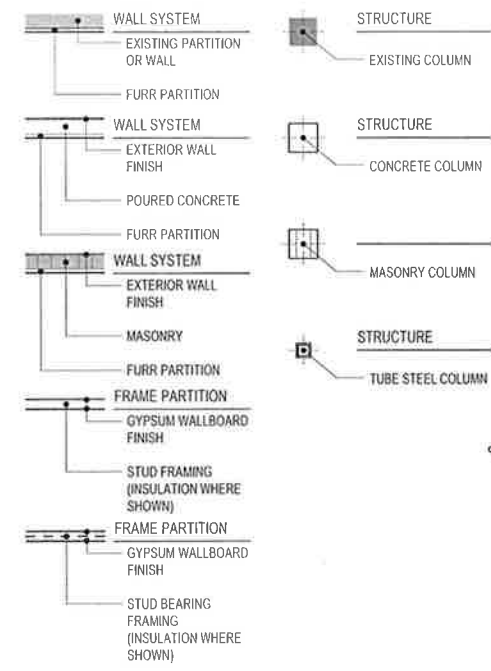 WALL SYSTEM
EXISTING PARTITION
OR WALL
FURR PARTITION
WALL SYSTEM
EXTERIOR WALL
FINISH
POURED CONCRETE
FURR PARTITION
WALL SYSTEM
EXTERIOR WALL
FINISH
MASONRY
FURR PARTITION
FRAME PARTITION
GYPSUM WALLBOARD
FINISH
STUD FRAMING
(INSULATION WHERE
SHOWN)
FRAME PARTITION
GYPSUM WALLBOARD
FINISH
STUD BEARING
FRAMING
(INSULATION WHERE
SHOWN)
STRUCTURE
EXISTING COLUMN
STRUCTURE
CONCRETE COLUMN
MASONRY COLUMN
STRUCTURE
TUBE STEEL COLUMN